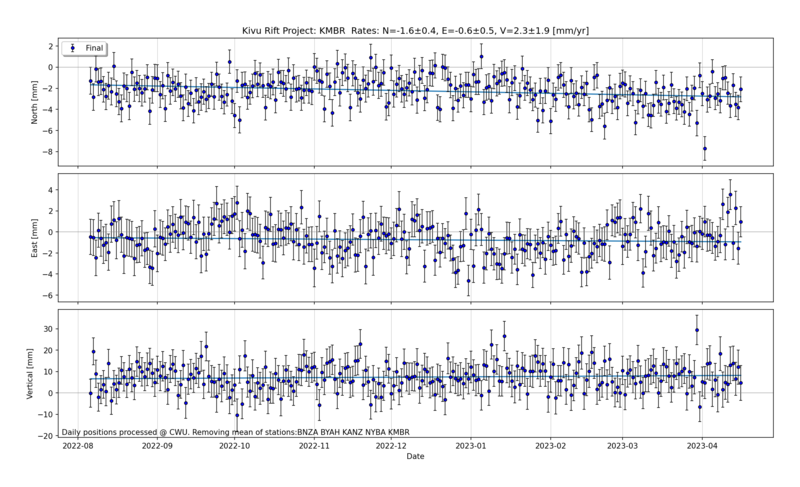 Kivu Rift Project: KMBR Rates: N=-1.6±0.4, E=-0.6±0.5, V=2.3±1.9 [mm/yr]
Final
2
0
−2
−4
−6
−8
North [mm]
4
2
0
−2
−4
−6
East [mm]
30
20
10
0
−10
−20
Vertical [mm]
Daily positions processed @ CWU. Removing mean of stations:BNZA BYAH KANZ NYBA KMBR
2022-08 2022-09 2022-10 2022-11 2022-12 2023-01 2023-02 2023-03 2023-04
Date